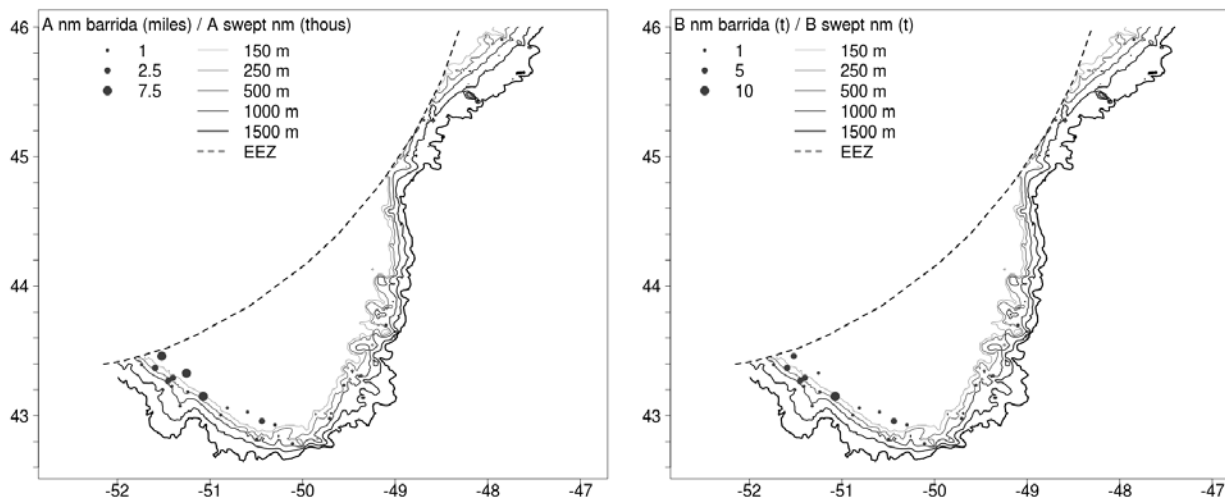 A nm barrida (miles) / A swept nm (thous)
1
2.5
7.5
150 m
250 m
500 m
1000 m
1500 m
EEZ
46
45
44
43
-52
-51
-50
-49
-48
-47
B nm barrida (t) / B swept nm (t)
1
5
10
150 m
250 m
500 m
1000 m
1500 m
EEZ
46
45
44
43
-52
-51
-50
-49
-48
-47